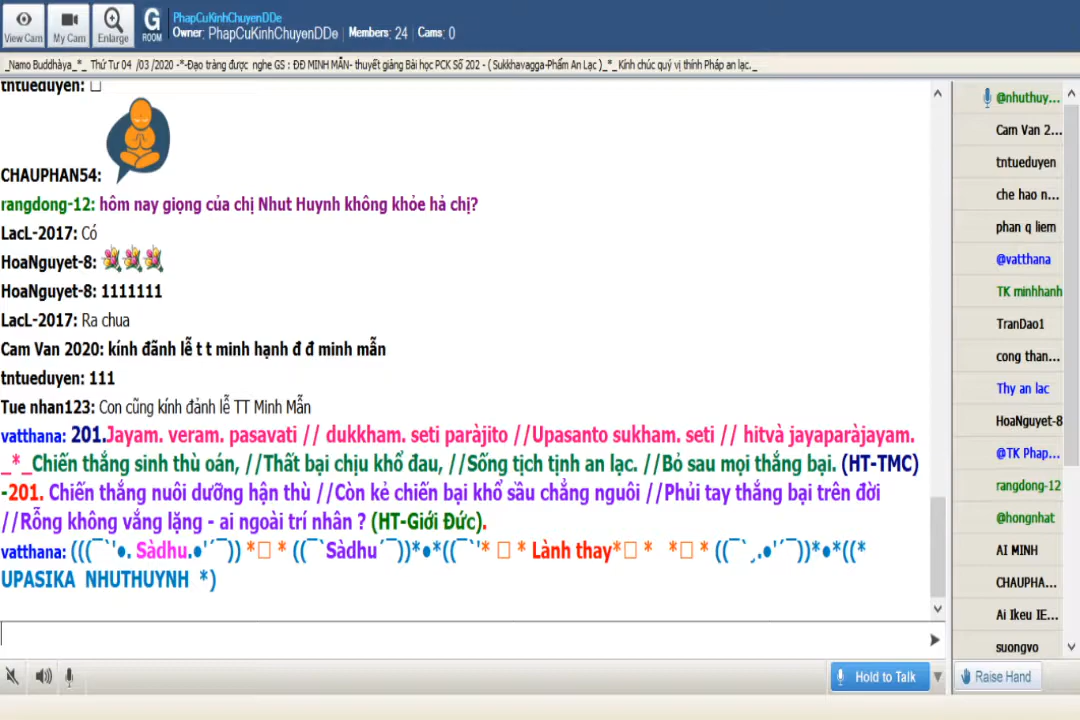 View Cam
My Cam
Enlarge
G
ROOM
PhapCuKinhChuyenDDe
Owner: PhapCuKinhChuyenDDe | Members: 24 | Cams: 0
_Namo Buddhàya_*_ Thứ Tư 04 /03 /2020 -*-Đạo tràng được nghe GS : ĐĐ MINH MẪN- thuyết giảng Bài học PCK Số 202 - ( Sukkhavagga-Phẩm An Lạc )_*_ Kính chúc quý vị thính Pháp an lạc._
tntueduyen: □
CHAUPHAN54:
rangdong-12: hôm nay giọng của chị Nhut Huynh không khỏe hả chị?
LacL-2017: Có
HoaNguyet-8:
HoaNguyet-8: 1111111
LacL-2017: Ra chua
Cam Van 2020: kính đãnh lễ t t minh hạnh đ đ minh mẫn
tntueduyen: 111
Tue nhan123: Con cũng kính đảnh lễ TT Minh Mẫn
vatthana: 201.Jayam. veram. pasavati // dukkham. seti paràjito //Upasanto sukham. seti // hitvà jayaparàjayam.
_*_Chiến thắng sinh thù oán, //Thất bại chịu khổ đau, //Sống tịch tịnh an lạc. //Bỏ sau mọi thắng bại. (HT-TMC)
-201. Chiến thắng nuôi dưỡng hận thù //Còn kẻ chiến bại khổ sầu chẳng nguôi //Phủi tay thắng bại trên đời
//Rỗng không vắng lặng - ai ngoài trí nhân ? (HT-Giới Đức).
vatthana: (((¯`'•. Sàdhu.•'´¯)) *□ * ((¯`Sàdhu´¯))*•*((¯`'* □ * Lành thay*□ * *□ * ((¯`¸.•'´¯))*•*((*
UPASIKA NHUTHUYNH *)
@nhuthuy...
Cam Van 2...
tntueduyen
che hao n...
phan q liem
@vatthana
TK minhhanh
TranDao1
cong than...
Thy an lac
HoaNguyet-8
@TK Phap...
rangdong-12
@hongnhat
AI MINH
CHAUPHA...
Ai Ikeu IE...
suongvo
Hold to Talk
Raise Hand